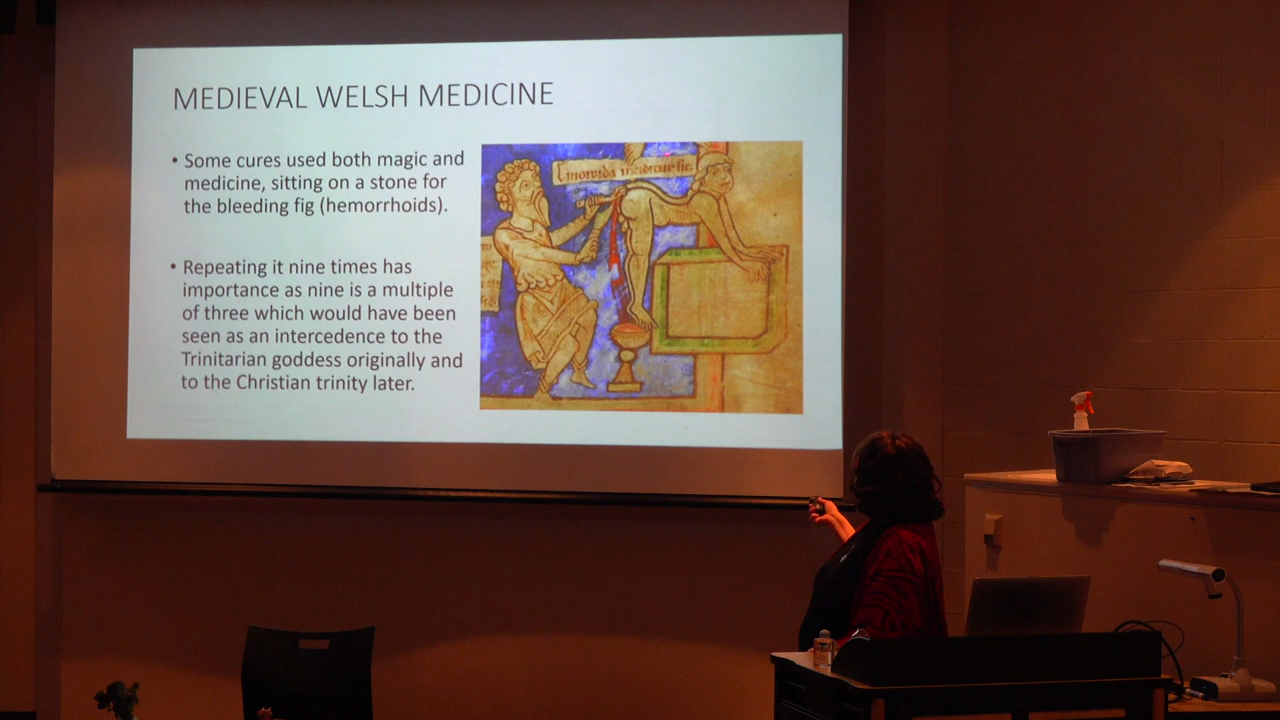 MEDIEVAL WELSH MEDICINE
• Some cures used both magic and
medicine, sitting on a stone for
the bleeding fig (hemorrhoids).
• Repeating it nine times has
importance as nine is a multiple
of three which would have been
seen as an intercedence to the
Trinitarian goddess originally and
to the Christian trinity later.